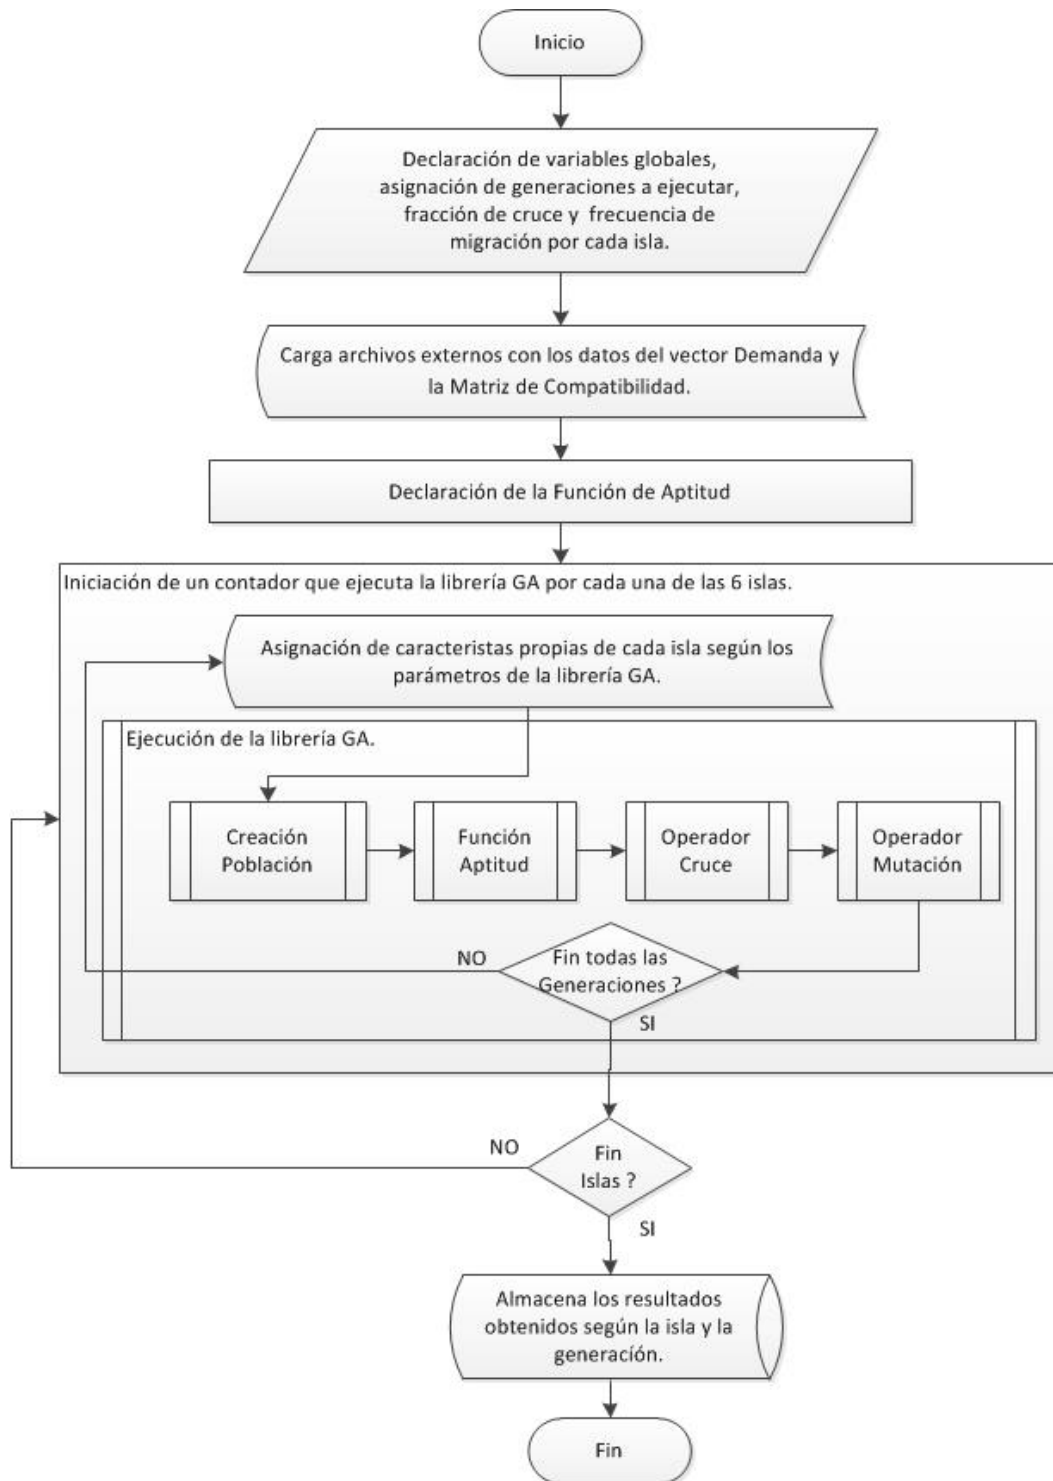 Inicio
Declaración de variables globales,
asignación de generaciones a ejecutar,
fracción de cruce y frecuencia de
migración por cada isla.
Carga archivos externos con los datos del vector Demanda y
la Matriz de Compatibilidad.
Declaración de la Función de Aptitud
Iniciación de un contador que ejecuta la librería GA por cada una de las 6 islas.
Asignación de caracteristas propias de cada isla según los
parámetros de la librería GA.
Ejecución de la librería GA.
Creación
Población
Función
Aptitud
Operador
Cruce
Operador
Mutación
NO
Fin todas las
Generaciones ?
SI
NO
Fin
Islas ?
SI
Almacena los resultados
obtenidos según la isla y la
generación.
Fin